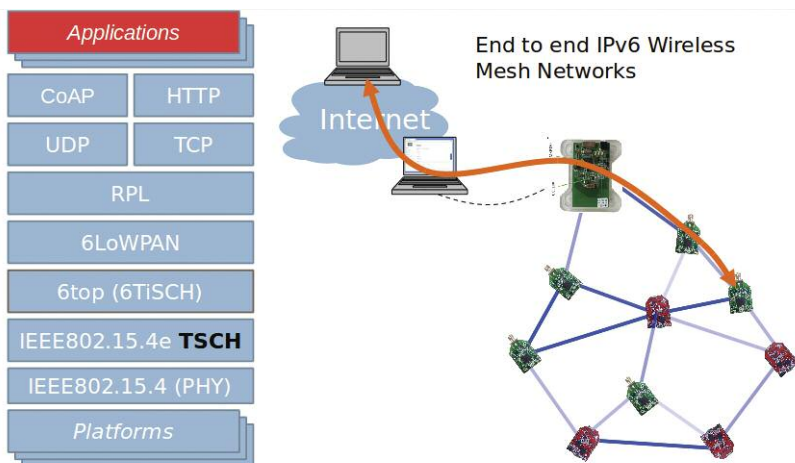 Applications
CoAP
HTTP
UDP
TCP
RPL
6LoWPAN
6top (6TiSCH)
IEEE802.15.4e TSCH
IEEE802.15.4 (PHY)
Platforms
End to end IPv6 Wireless
Mesh Networks
Internet